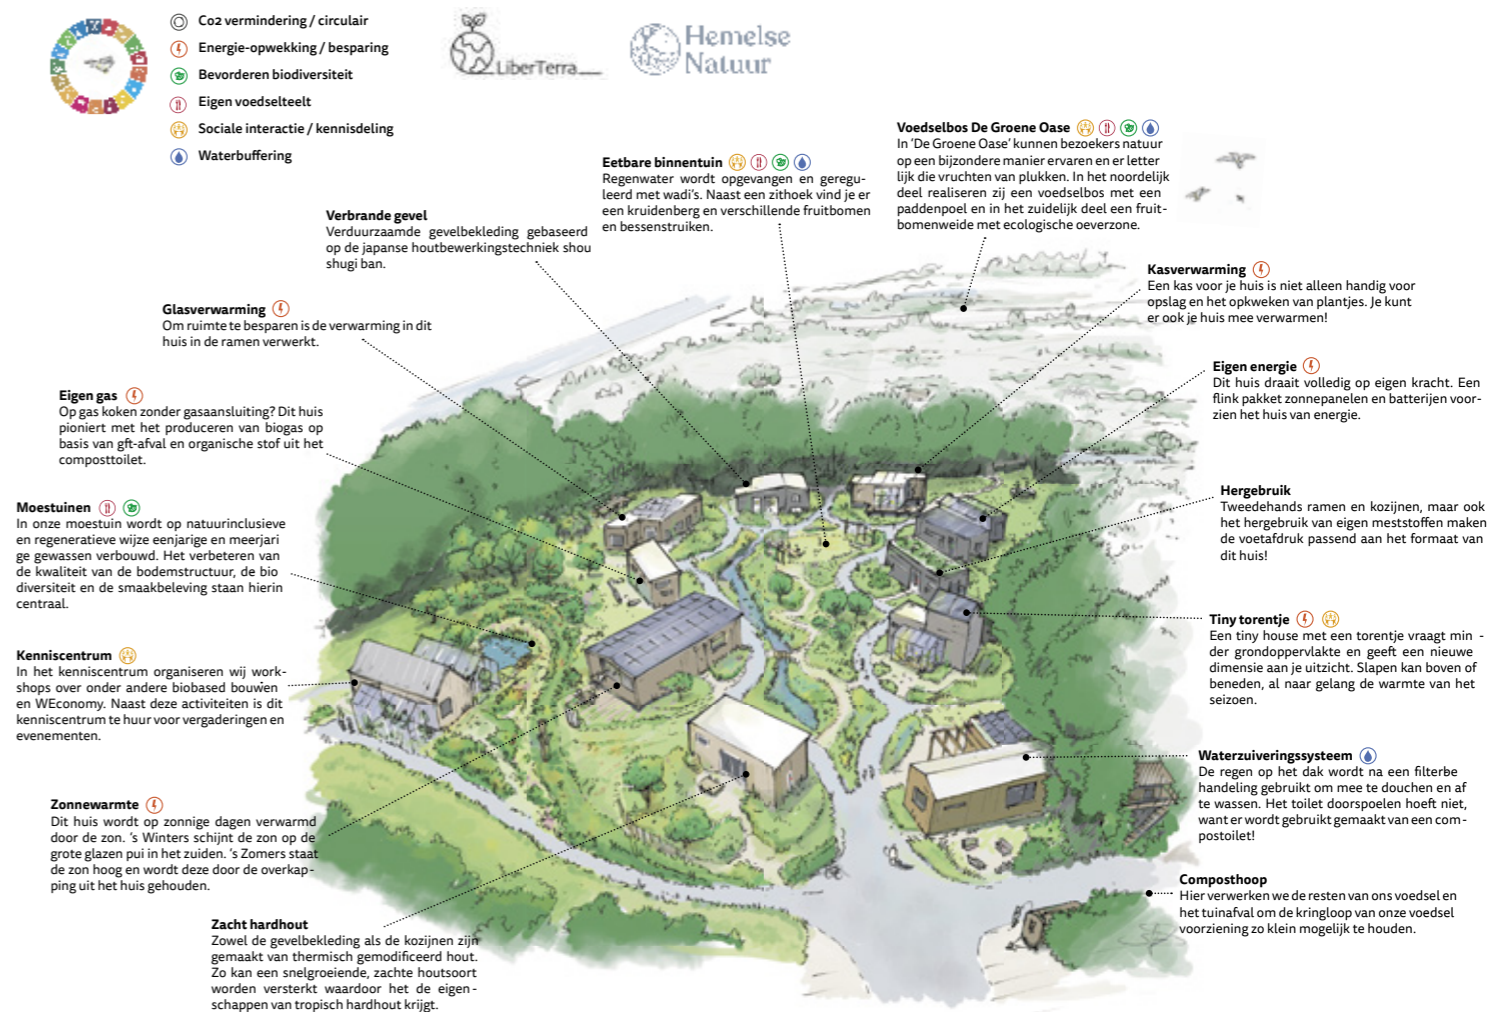 Co2 vermindering / circulair
Energie-opwekking / besparing
Bevorderen biodiversiteit
Eigen voedselteelt
Sociale interactie / kennisdeling
Waterbuffering
LiberTerra
Hemelse
Natuur
Voedselbos De Groene Oase
In 'De Groene Oase' kunnen bezoekers natuur
op een bijzondere manier ervaren en er letter
lijk die vruchten van plukken. In het noordelijk
deel realiseren zij een voedselbos met een
paddenpoel en in het zuidelijk deel een fruit-
bomenweide met ecologische oeverzone.
Eetbare binnentuin
Regenwater wordt opgevangen en geregu-
leerd met wadi's. Naast een zithoek vind je er
een kruidenberg en verschillende fruitbomen
en bessenstruiken.
Verbrande gevel
Verduurzaamde gevelbekleding gebaseerd
op de japanse houtbewerkingstechniek shou
shugi ban.
Kasverwarming
Een kas voor je huis is niet alleen handig voor
opslag en het opkweken van plantjes. Je kunt
er ook je huis mee verwarmen!
Glasverwarming
Om ruimte te besparen is de verwarming in dit
huis in de ramen verwerkt.
Eigen energie
Dit huis draait volledig op eigen kracht. Een
flink pakket zonnepanelen en batterijen voor-
zien het huis van energie.
Eigen gas
Op gas koken zonder gasaansluiting? Dit huis
pioniert met het produceren van biogas op
basis van gft-afval en organische stof uit het
composttoilet.
Hergebruik
Tweedehands ramen en kozijnen, maar ook
het hergebruik van eigen meststoffen maken
de voetafdruk passend aan het formaat van
dit huis!
Moestuinen
In onze moestuin wordt op natuurinclusieve
en regeneratieve wijze eenjarige en meerjari
ge gewassen verbouwd. Het verbeteren van
de kwaliteit van de bodemstructuur, de bio
diversiteit en de smaakbeleving staan hierin
centraal.
Tiny torentje
Een tiny house met een torentje vraagt min -
der grondoppervlakte en geeft een nieuwe
dimensie aan je uitzicht. Slapen kan boven of
beneden, al naar gelang de warmte van het
seizoen.
Kenniscentrum
In het kenniscentrum organiseren wij work-
shops over onder andere biobased bouwen
en WEconomy. Naast deze activiteiten is dit
kenniscentrum te huur voor vergaderingen en
evenementen.
Waterzuiveringssysteem
De regen op het dak wordt na een filterbe
handeling gebruikt om mee te douchen en af
te wassen. Het toilet doorspoelen hoeft niet,
want er wordt gebruikt gemaakt van een com-
postoilet!
Zonnewarmte
Dit huis wordt op zonnige dagen verwarmd
door de zon. 's Winters schijnt de zon op de
grote glazen pui in het zuiden. 's Zomers staat
de zon hoog en wordt deze door de overkap-
ping uit het huis gehouden.
Composthoop
Hier verwerken we de resten van ons voedsel en
het tuinafval om de kringloop van onze voedsel
voorziening zo klein mogelijk te houden.
Zacht hardhout
Zowel de gevelbekleding als de kozijnen zijn
gemaakt van thermisch gemodificeerd hout.
Zo kan een snelgroeiende, zachte houtsoort
worden versterkt waardoor het de eigen -
schappen van tropisch hardhout krijgt.